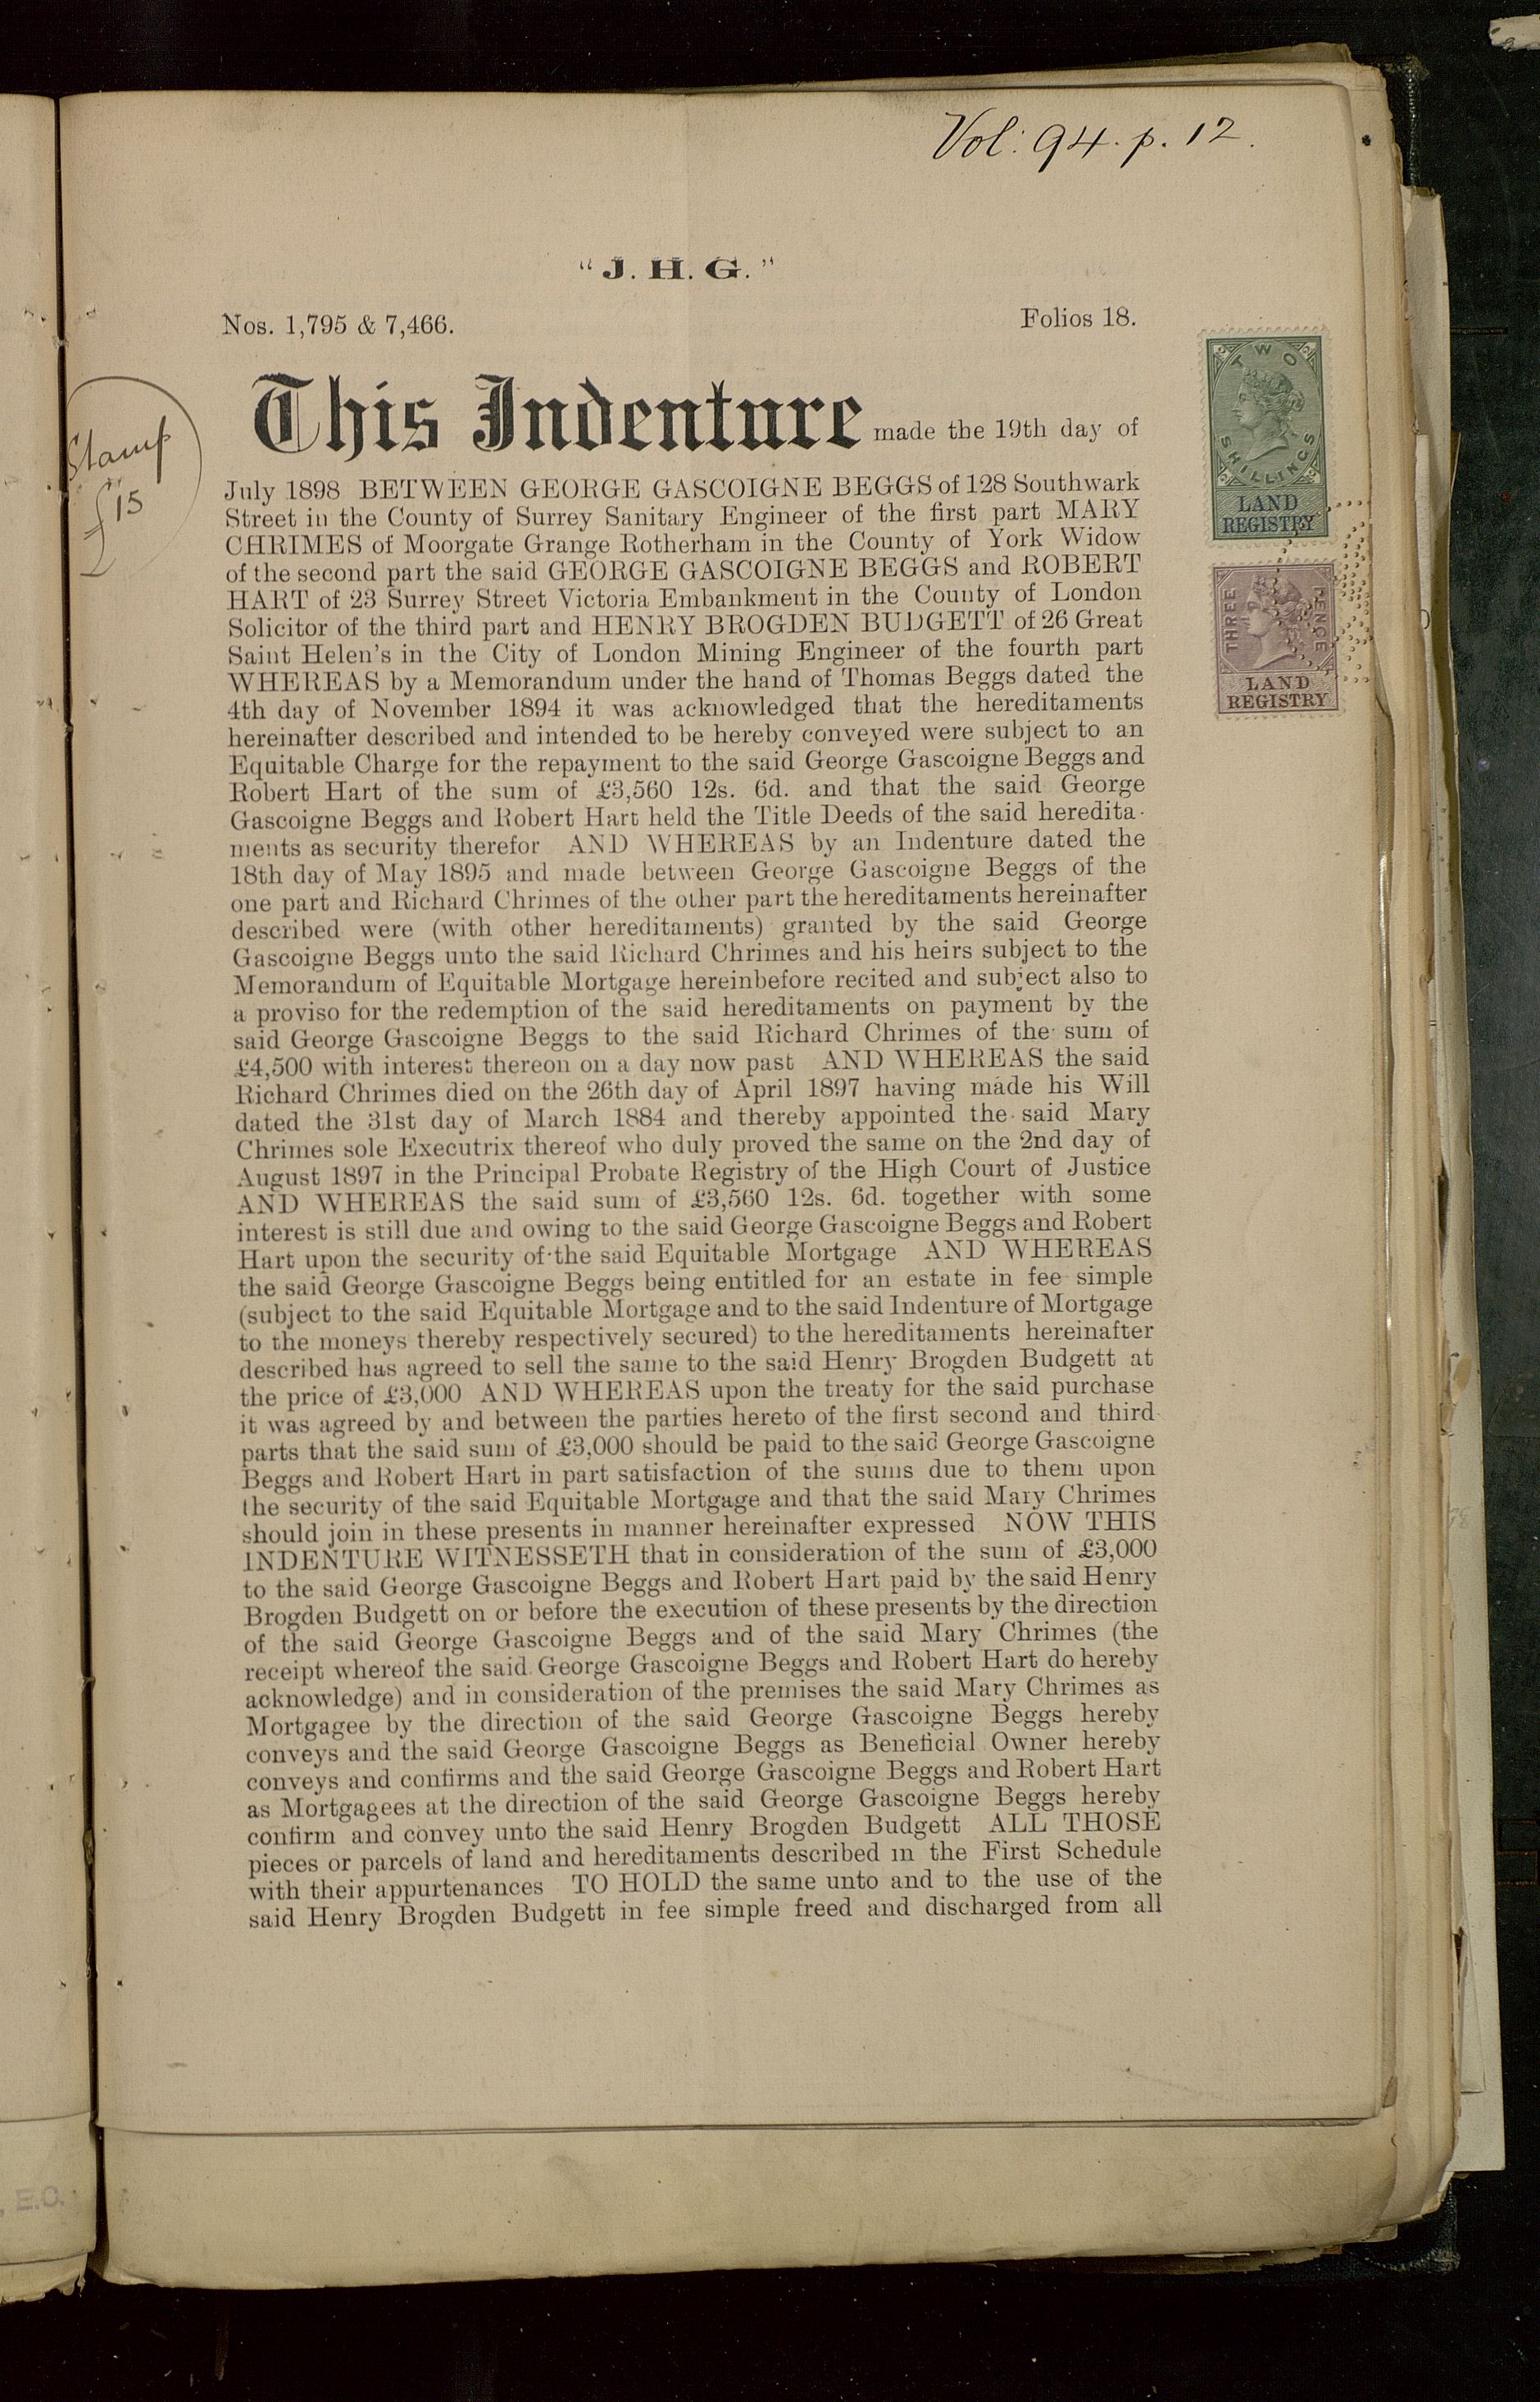 Vol: 94. p. 12.
"J. H. G."
Nos. 1,795 & 7,466.
Folios 18.
Stamp
£15
This Indenture made the 19th day of
July 1898 BETWEEN GEORGE GASCOIGNE BEGGS of 128 Southwark
Street in the County of Surrey Sanitary Engineer of the first part MARY
CHRIMES of Moorgate Grange Rotherham in the County of York Widow
of the second part the said GEORGE GASCOIGNE BEGGS and ROBERT
HART of 23 Surrey Street Victoria Embankment in the County of London
Solicitor of the third part and HENRY BROGDEN BUDGETT of 26 Great
Saint Helen's in the City of London Mining Engineer of the fourth part
WHEREAS by a Memorandum under the hand of Thomas Beggs dated the
4th day of November 1894 it was acknowledged that the hereditaments
hereinafter described and intended to be hereby conveyed were subject to an
Equitable Charge for the repayment to the said George Gascoigne Beggs and
Robert Hart of the sum of £3,560 12s. 6d. and that the said George
Gascoigne Beggs and Robert Hart held the Title Deeds of the said heredita-
ments as security therefor AND WHEREAS by an Indenture dated the
18th day of May 1895 and made between George Gascoigne Beggs of the
one part and Richard Chrimes of the other part the hereditaments hereinafter
described were (with other hereditaments) granted by the said George
Gascoigne Beggs unto the said Richard Chrimes and his heirs subject to the
Memorandum of Equitable Mortgage hereinbefore recited and subject also to
a proviso for the redemption of the said hereditaments on payment by the
said George Gascoigne Beggs to the said Richard Chrimes of the sum of
£4,500 with interest thereon on a day now past AND WHEREAS the said
Richard Chrimes died on the 26th day of April 1897 having made his Will
dated the 31st day of March 1884 and thereby appointed the said Mary
Chrimes sole Executrix thereof who duly proved the same on the 2nd day of
August 1897 in the Principal Probate Registry of the High Court of Justice
AND WHEREAS the said sum of £3,560 12s. 6d. together with some
interest is still due and owing to the said George Gascoigne Beggs and Robert
Hart upon the security of the said Equitable Mortgage AND WHEREAS
the said George Gascoigne Beggs being entitled for an estate in fee simple
(subject to the said Equitable Mortgage and to the said Indenture of Mortgage
to the moneys thereby respectively secured) to the hereditaments hereinafter
described has agreed to sell the same to the said Henry Brogden Budgett at
the price of £3,000 AND WHEREAS upon the treaty for the said purchase
it was agreed by and between the parties hereto of the first second and third
parts that the said sum of £3,000 should be paid to the said George Gascoigne
Beggs and Robert Hart in part satisfaction of the sums due to them upon
the security of the said Equitable Mortgage and that the said Mary Chrimes
should join in these presents in manner hereinafter expressed NOW THIS
INDENTURE WITNESSETH that in consideration of the sum of £3,000
to the said George Gascoigne Beggs and Robert Hart paid by the said Henry
Brogden Budgett on or before the execution of these presents by the direction
of the said George Gascoigne Beggs and of the said Mary Chrimes (the
receipt whereof the said George Gascoigne Beggs and Robert Hart do hereby
acknowledge) and in consideration of the premises the said Mary Chrimes as
Mortgagee by the direction of the said George Gascoigne Beggs hereby
conveys and the said George Gascoigne Beggs as Beneficial Owner hereby
conveys and confirms and the said George Gascoigne Beggs and Robert Hart
as Mortgagees at the direction of the said George Gascoigne Beggs hereby
confirm and convey unto the said Henry Brogden Budgett ALL THOSE
pieces or parcels of land and hereditaments described in the First Schedule
with their appurtenances TO HOLD the same unto and to the use of the
said Henry Brogden Budgett in fee simple freed and discharged from all
TWO
SHILLINGS
LAND
REGISTRY
THREE
PENCE
LAND
REGISTRY
, E.C.